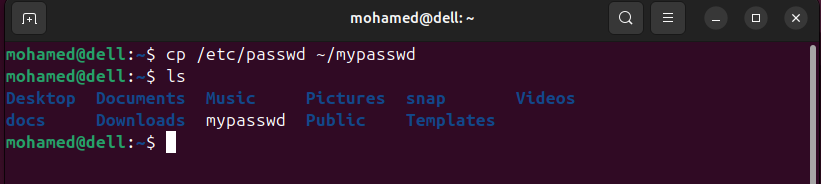 mohamed@dell: ~
mohamed@dell:~$ cp /etc/passwd ~/mypasswd
mohamed@dell:~$ ls
Desktop Documents Music Pictures snap Videos
docs Downloads mypasswd Public Templates
mohamed@dell:~$